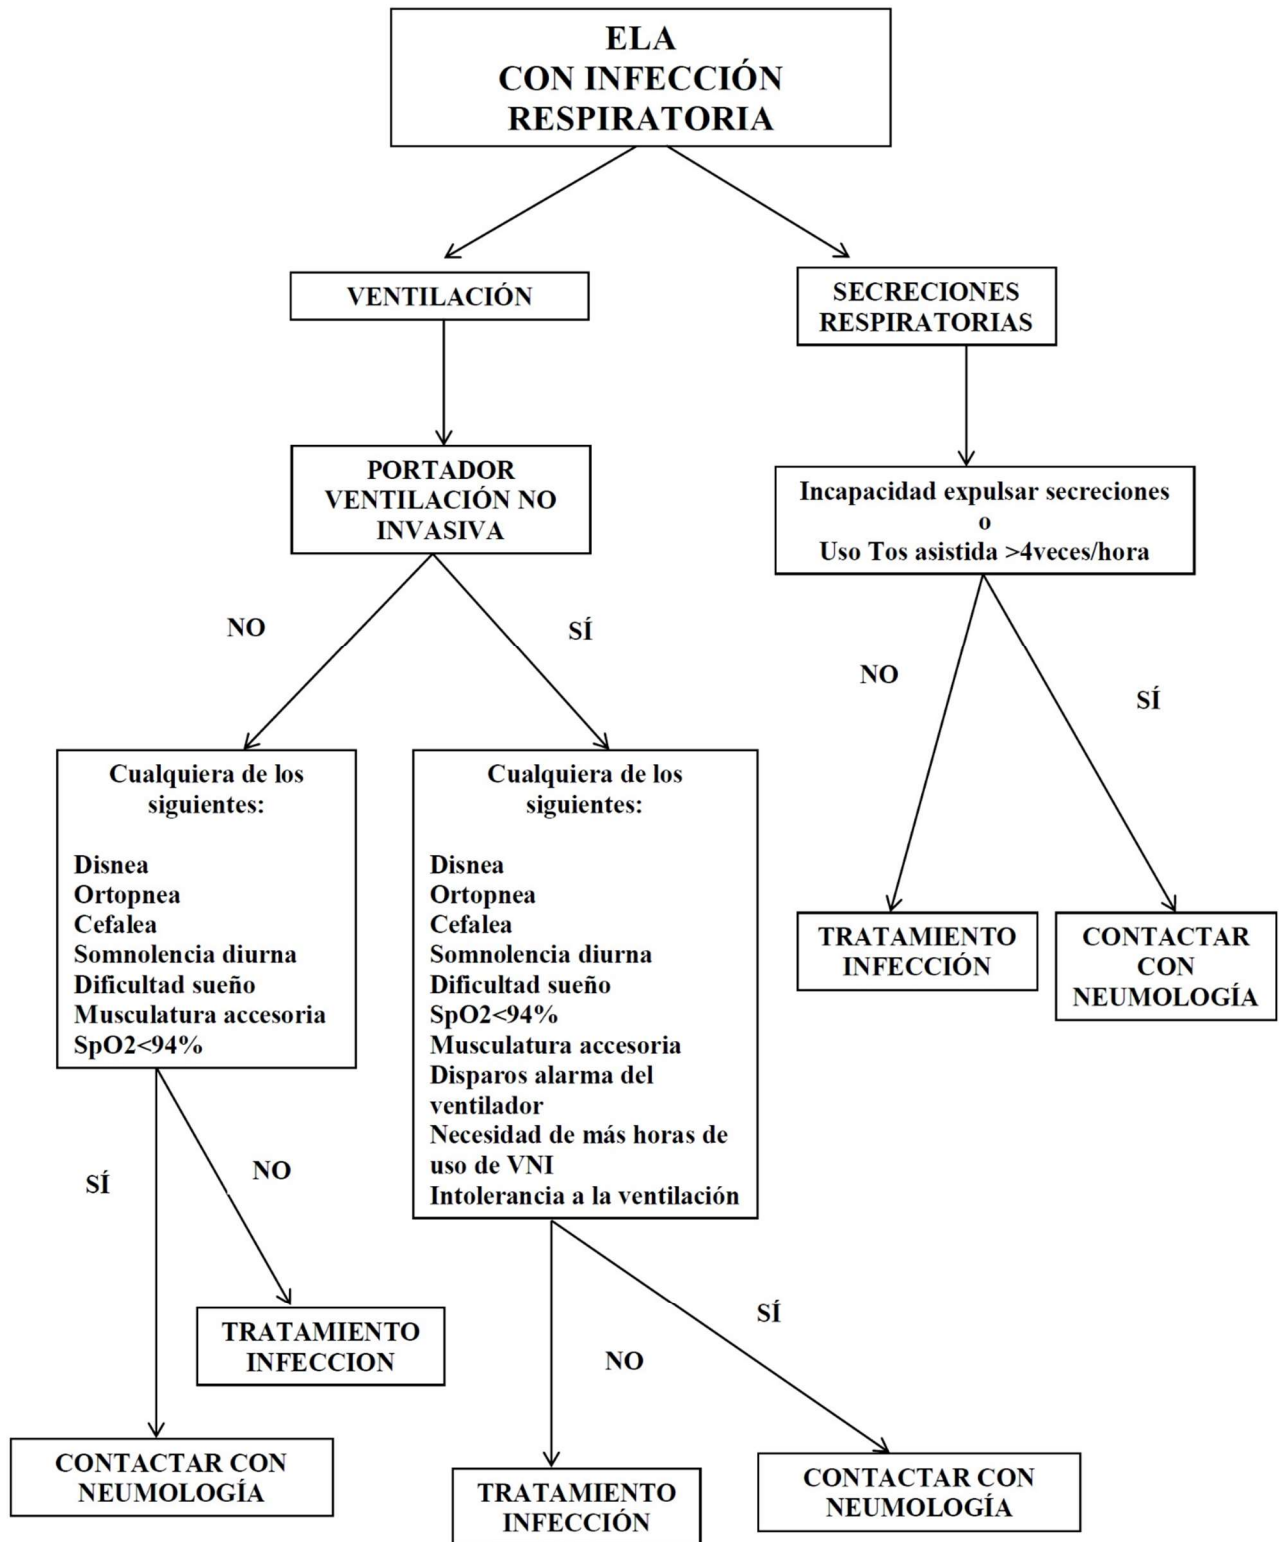 ELA
CON INFECCIÓN
RESPIRATORIA
VENTILACIÓN
SECRECIONES
RESPIRATORIAS
PORTADOR
VENTILACIÓN NO
INVASIVA
Incapacidad expulsar secreciones
o
Uso Tos asistida >4veces/hora
NO
SÍ
NO
SÍ
Cualquiera de los
siguientes:
Disnea
Ortopnea
Cefalea
Somnolencia diurna
Dificultad sueño
Musculatura accesoria
SpO2<94%
Cualquiera de los
siguientes:
Disnea
Ortopnea
Cefalea
Somnolencia diurna
Dificultad sueño
SpO2<94%
Musculatura accesoria
Disparos alarma del
ventilador
Necesidad de más horas de
uso de VNI
Intolerancia a la ventilación
TRATAMIENTO
INFECCIÓN
CONTACTAR
CON
NEUMOLOGÍA
SÍ
NO
TRATAMIENTO
INFECCION
CONTACTAR CON
NEUMOLOGÍA
NO
SÍ
TRATAMIENTO
INFECCIÓN
CONTACTAR CON
NEUMOLOGÍA